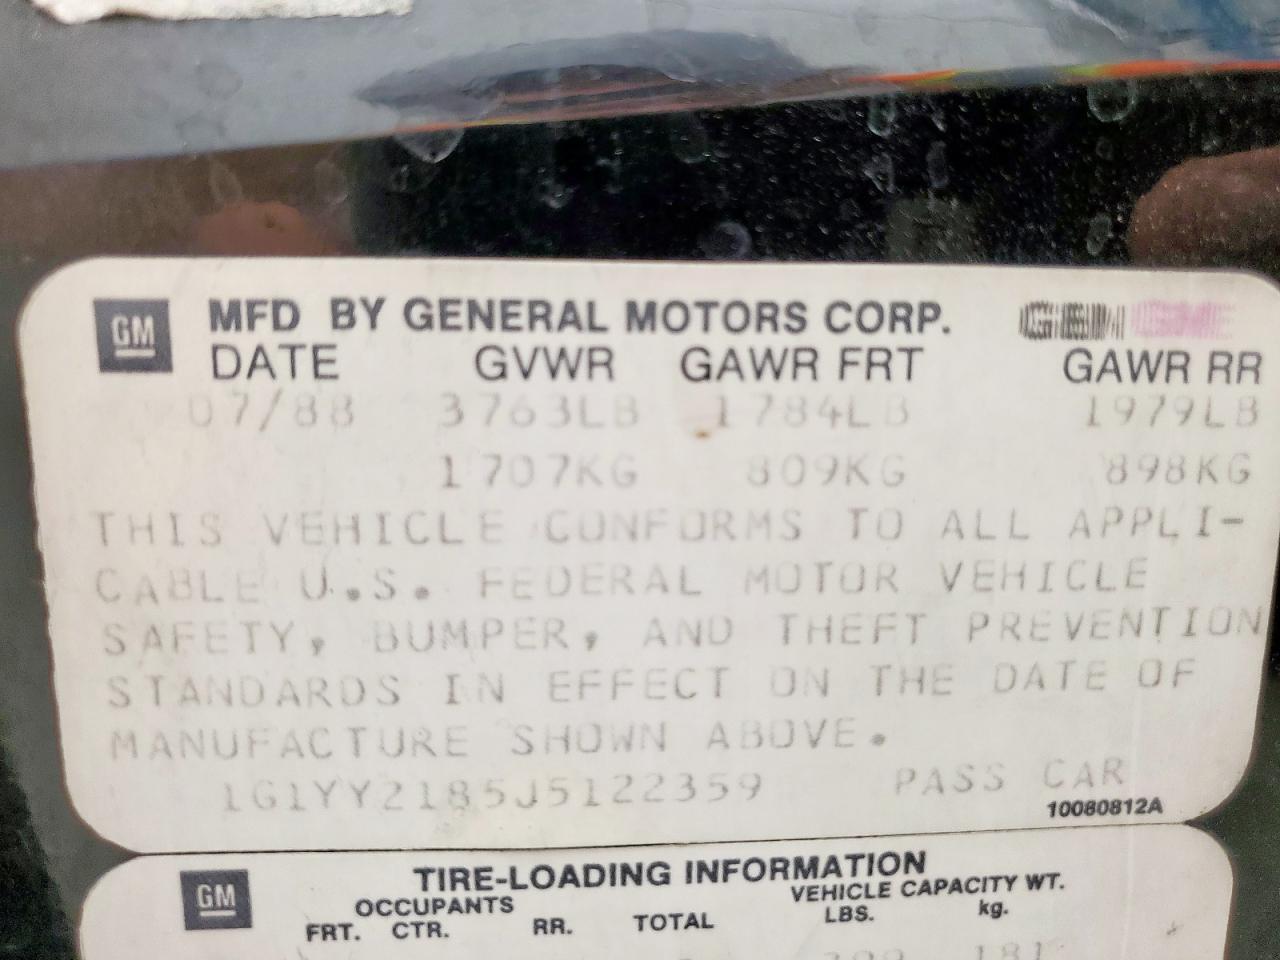 GM MFD BY GENERAL MOTORS CORP.
DATE GVWR GAWR FRT GAWR RR
07/88 3763LB 1784LB 1979LB
1707KG 809KG 898KG
THIS VEHICLE CONFORMS TO ALL APPLI-
CABLE U.S. FEDERAL MOTOR VEHICLE
SAFETY, BUMPER, AND THEFT PREVENTION
STANDARDS IN EFFECT ON THE DATE OF
MANUFACTURE SHOWN ABOVE.
1G1YY2185J5122359 PASS CAR
10080812A
GM TIRE-LOADING INFORMATION
OCCUPANTS VEHICLE CAPACITY WT.
FRT. CTR. RR. TOTAL LBS. kg.
181